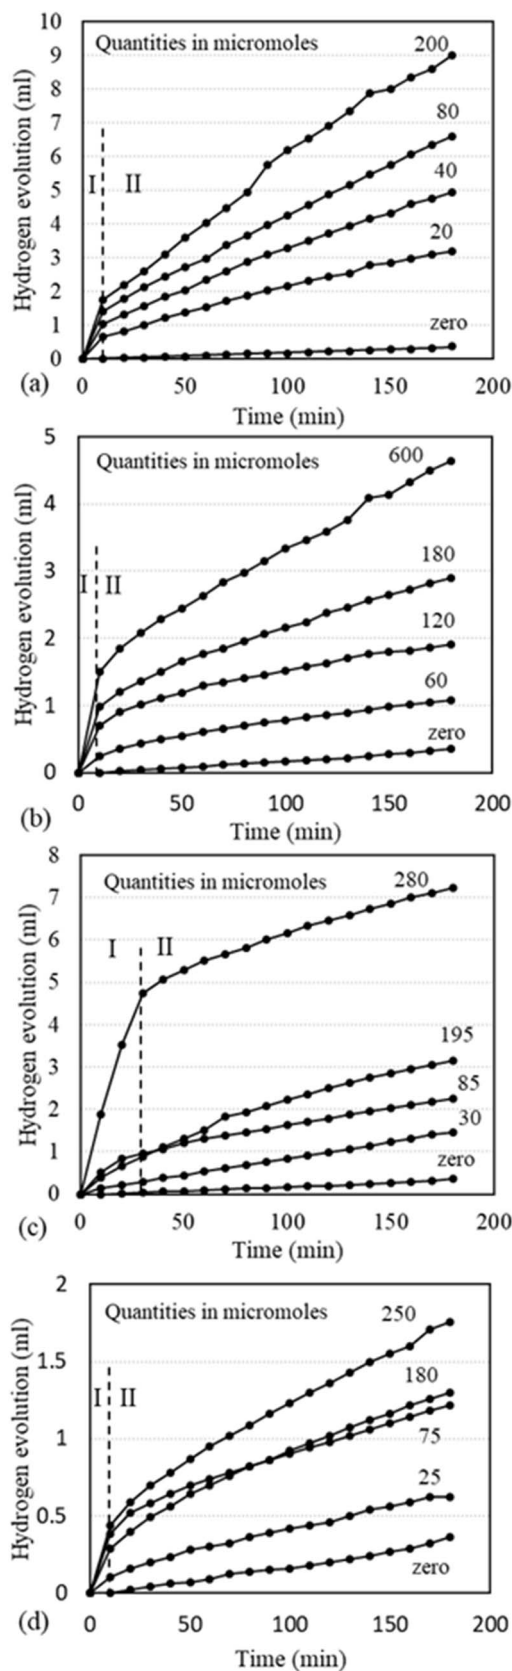 Hydrogen evolution (ml)
10
9
8
7
6
5
4
3
2
1
0
Quantities in micromoles
200
80
40
20
zero
I
II
0
50
100
150
200
(a)
Time (min)
Hydrogen evolution (ml)
5
4
3
2
1
0
Quantities in micromoles
600
180
120
60
zero
I
II
0
50
100
150
200
(b)
Time (min)
Hydrogen evolution (ml)
8
7
6
5
4
3
2
1
0
Quantities in micromoles
280
I
II
195
85
30
zero
0
50
100
150
200
(c)
Time (min)
Hydrogen evolution (ml)
2
1.5
1
0.5
0
Quantities in micromoles
250
180
I
II
75
25
zero
0
50
100
150
200
(d)
Time (min)